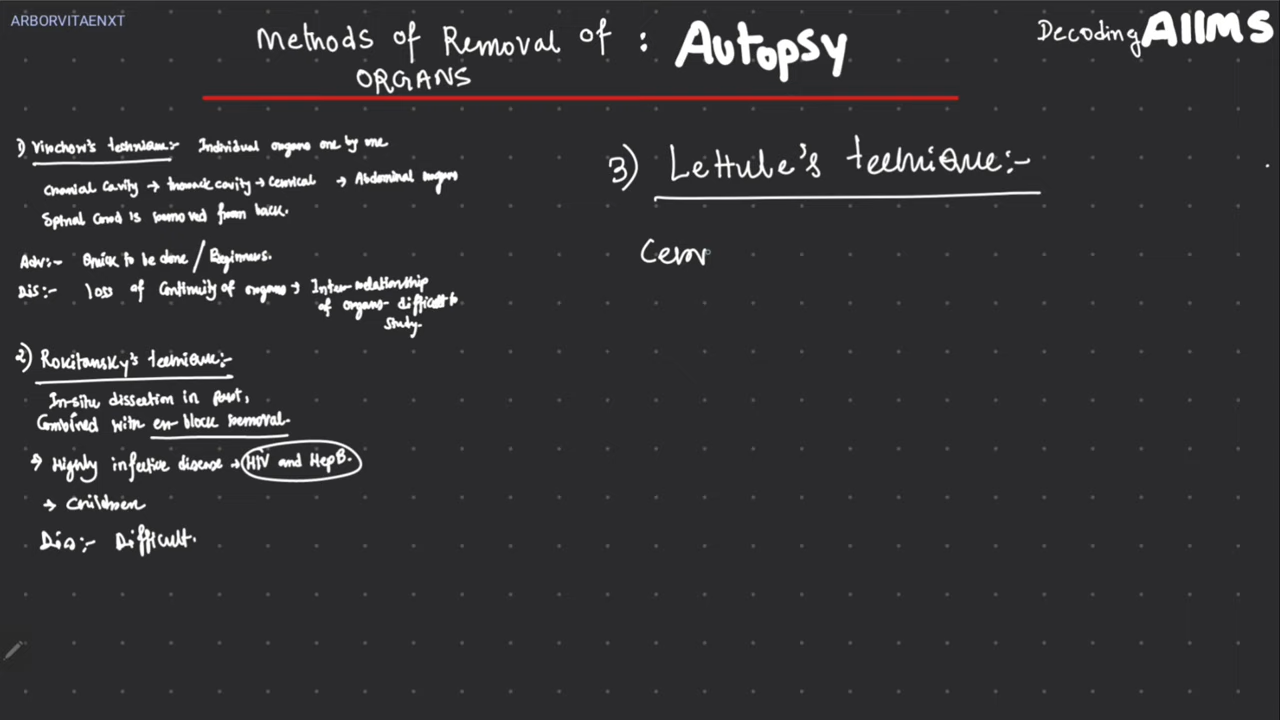 ARBORVITAENXT
Methods of Removal of : Autopsy
ORGANS
Decoding AIIMS
1) Virchow's technique:- Individual organs one by one
Cranial Cavity → thoracic cavity → Cervical → Abdominal organs
Spinal Cord is removed from back.
Adv:- Quick to be done / Beginners.
Dis:- loss of Continuity of organs → Inter-relationship
of organs- difficult to
study.
2) Rokitansky's technique:-
In-situ dissection in part,
Combined with en block removal.
→ Highly infective disease → HIV and HepB.
→ Children
Dis:- Difficult.
3) Lettule's technique:-
Cerv